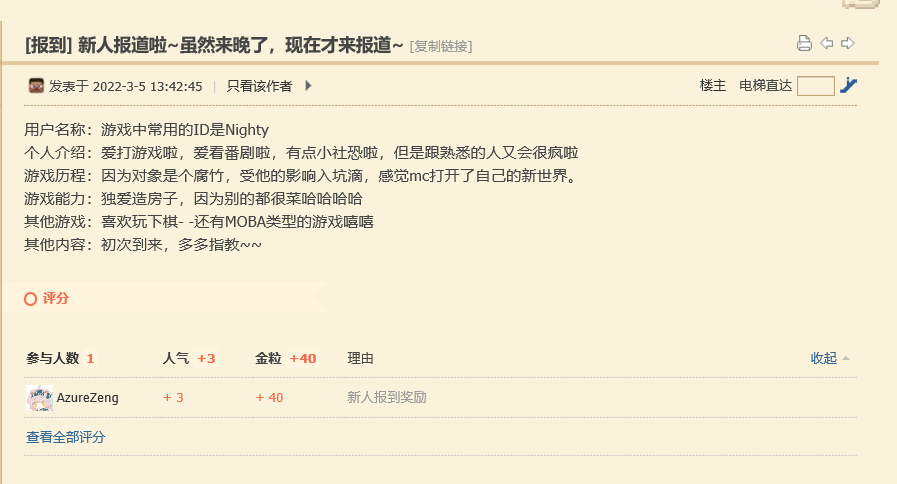 [报到] 新人报道啦~虽然来晚了，现在才来报道~ [复制链接]
发表于 2022-3-5 13:42:45 | 只看该作者 楼主 电梯直达
用户名称：游戏中常用的ID是Nighty
个人介绍：爱打游戏啦，爱看番剧啦，有点小社恐啦，但是跟熟悉的人又会很疯啦
游戏历程：因为对象是个腐竹，受他的影响入坑滴，感觉mc打开了自己的新世界。
游戏能力：独爱造房子，因为别的都很菜哈哈哈哈
其他游戏：喜欢玩下棋- -还有MOBA类型的游戏嘻嘻
其他内容：初次到来，多多指教~~
评分
参与人数 1 人气 +3 金粒 +40 理由 收起
AzureZeng + 3 + 40 新人报到奖励
查看全部评分